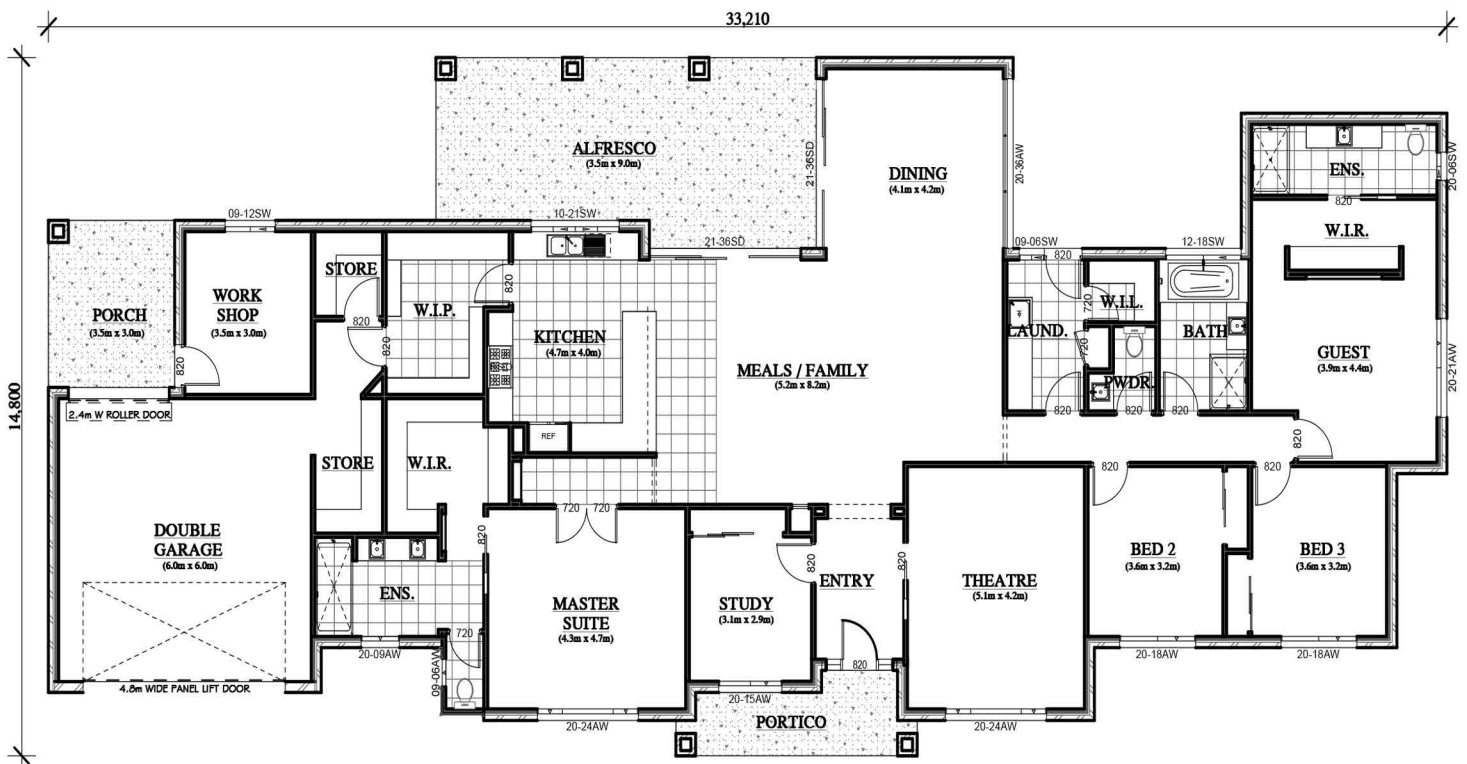 33,210
14,800
ALFRESCO
(3.5m x 9.0m)
21-36SD
DINING
(4.1m x 4.2m)
20-36AW
ENS.
20-06SW
820
09-12SW
10-21SW
21-36SD
09-06SW
820
12-18SW
W.I.R.
PORCH
(3.5m x 3.0m)
WORK
SHOP
(3.5m x 3.0m)
820
STORE
820
W.I.P.
820
820
KITCHEN
(4.7m x 4.0m)
REF
MEALS / FAMILY
(5.2m x 8.2m)
LAUND.
720
W.I.L.
720
PWDR.
BATH
820
820
820
GUEST
(3.9m x 4.4m)
20-21AW
820
2.4m W ROLLER DOOR
STORE
W.I.R.
DOUBLE
GARAGE
(6.0m x 6.0m)
4.8m WIDE PANEL LIFT DOOR
ENS.
820
720
20-09AW
09-06AW
720
720
MASTER
SUITE
(4.3m x 4.7m)
20-24AW
STUDY
(3.1m x 2.9m)
820
20-15AW
ENTRY
820
820
PORTICO
THEATRE
(5.1m x 4.2m)
20-24AW
820
BED 2
(3.6m x 3.2m)
20-18AW
820
BED 3
(3.6m x 3.2m)
20-18AW